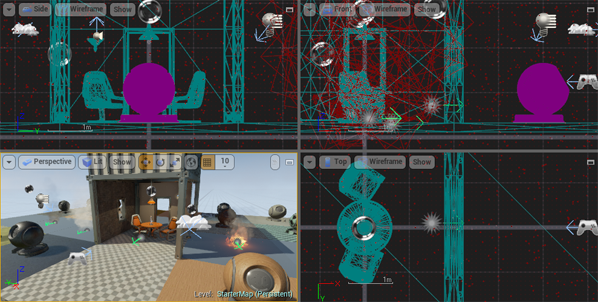 Side Wireframe Show
1m
Z
Y
Front Wireframe Show
Perspective Lit Show 10
Z
Level: StarterMap (Persistent)
Top Wireframe Show
1m
X
Y